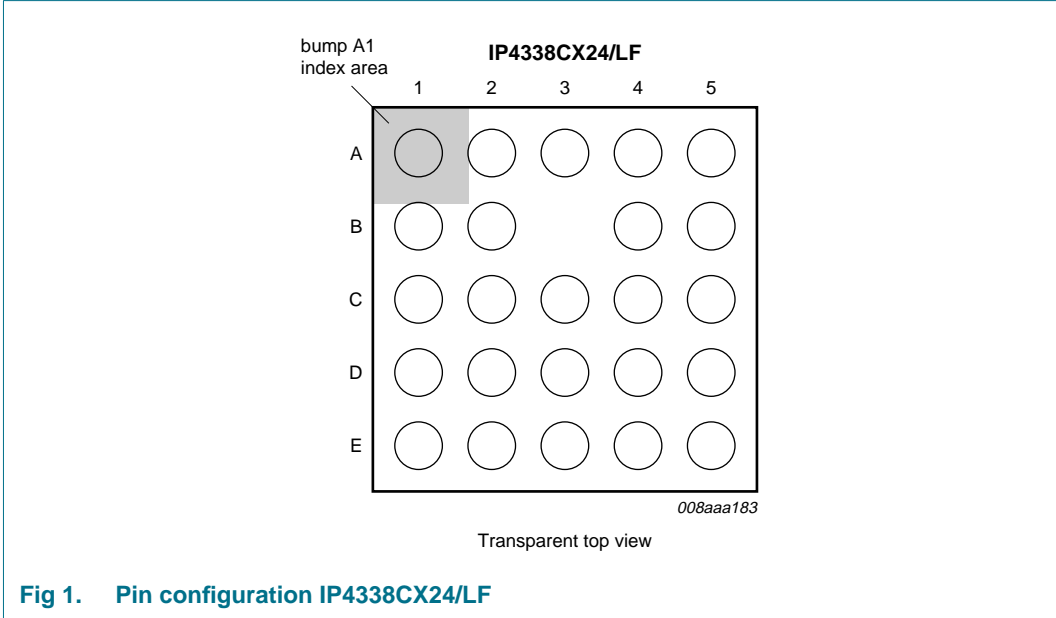 bump A1
index area
IP4338CX24/LF
1 2 3 4 5
A
B
C
D
E
008aaa183
Transparent top view
Fig 1. Pin configuration IP4338CX24/LF